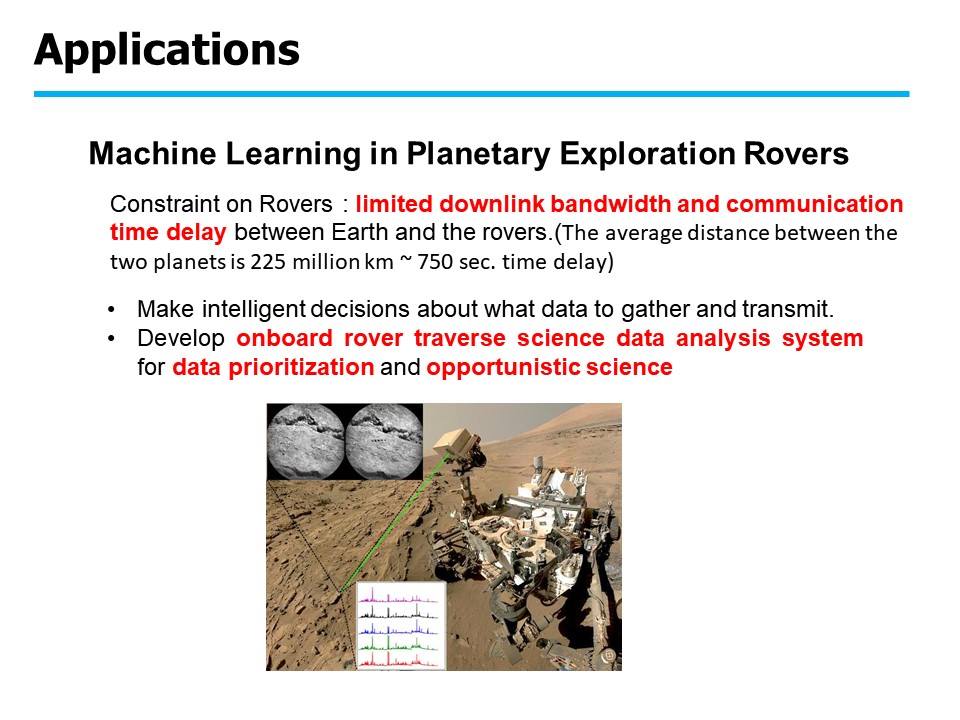 Applications
Machine Learning in Planetary Exploration Rovers
Constraint on Rovers : limited downlink bandwidth and communication
time delay between Earth and the rovers.(The average distance between the
two planets is 225 million km ~ 750 sec. time delay)
• Make intelligent decisions about what data to gather and transmit.
• Develop onboard rover traverse science data analysis system
for data prioritization and opportunistic science